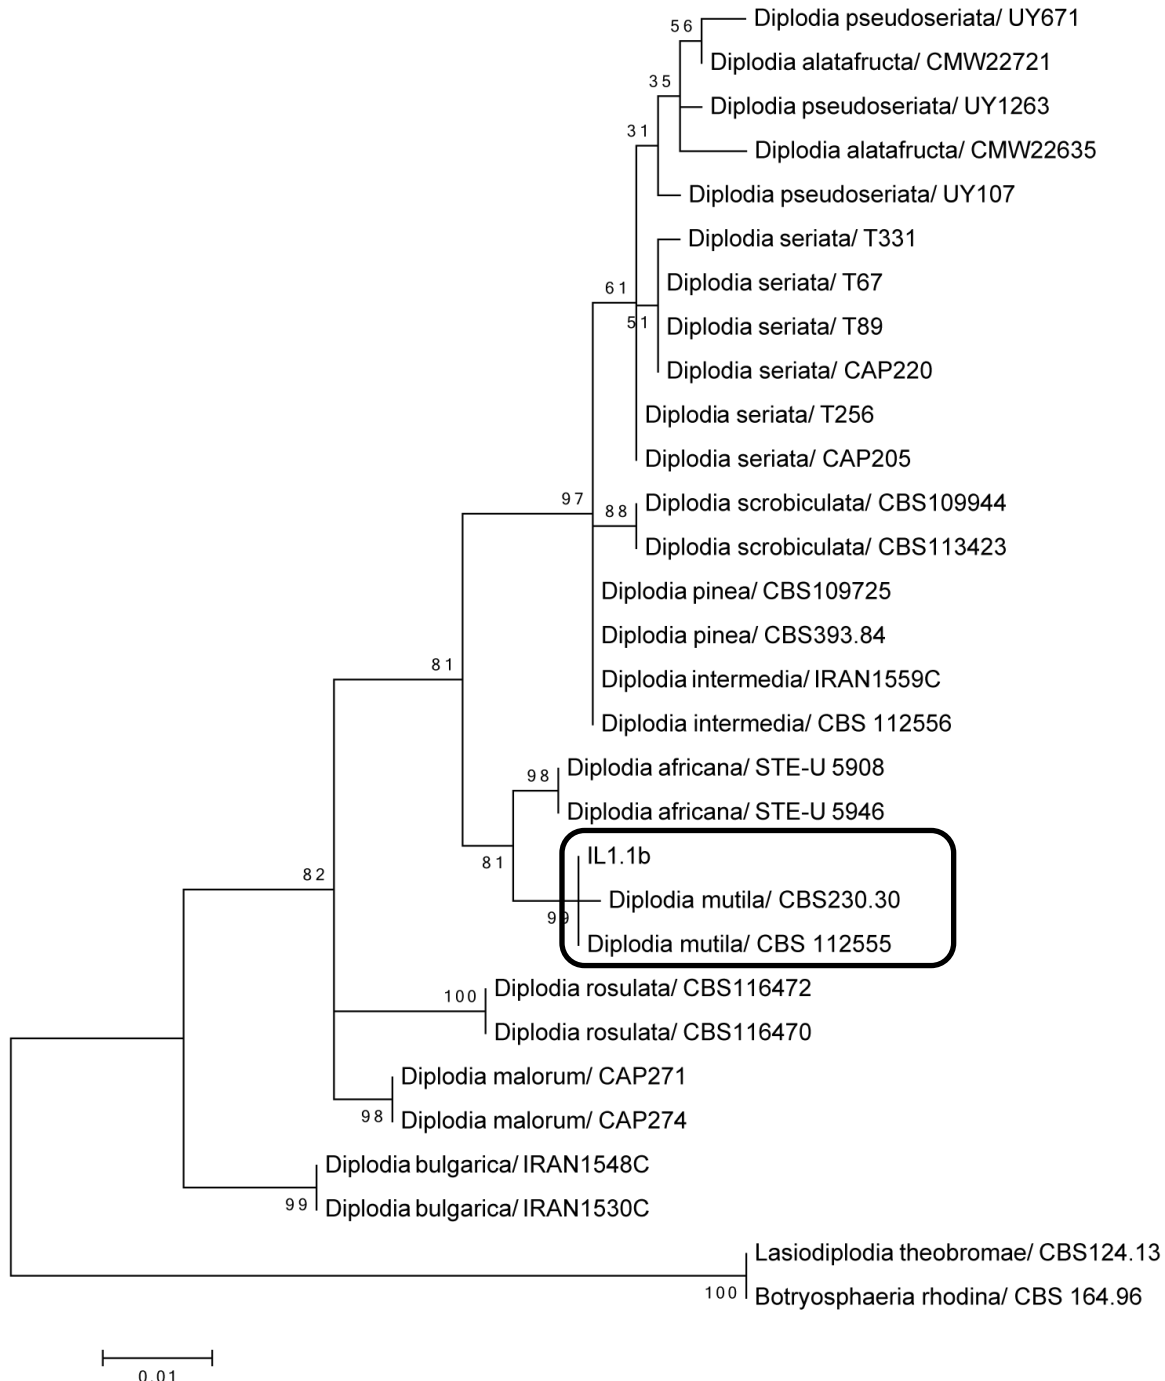 56
Diplodia pseudoseriata/ UY671
Diplodia alatafructa/ CMW22721
35
Diplodia pseudoseriata/ UY1263
31
Diplodia alatafructa/ CMW22635
Diplodia pseudoseriata/ UY107
Diplodia seriata/ T331
61
Diplodia seriata/ T67
51
Diplodia seriata/ T89
Diplodia seriata/ CAP220
Diplodia seriata/ T256
Diplodia seriata/ CAP205
97
88
Diplodia scrobiculata/ CBS109944
Diplodia scrobiculata/ CBS113423
Diplodia pinea/ CBS109725
Diplodia pinea/ CBS393.84
81
Diplodia intermedia/ IRAN1559C
Diplodia intermedia/ CBS 112556
98
Diplodia africana/ STE-U 5908
Diplodia africana/ STE-U 5946
81
IL1.1b
82
Diplodia mutila/ CBS230.30
99
Diplodia mutila/ CBS 112555
100
Diplodia rosulata/ CBS116472
Diplodia rosulata/ CBS116470
Diplodia malorum/ CAP271
98
Diplodia malorum/ CAP274
Diplodia bulgarica/ IRAN1548C
99
Diplodia bulgarica/ IRAN1530C
Lasiodiplodia theobromae/ CBS124.13
100
Botryosphaeria rhodina/ CBS 164.96
0.01